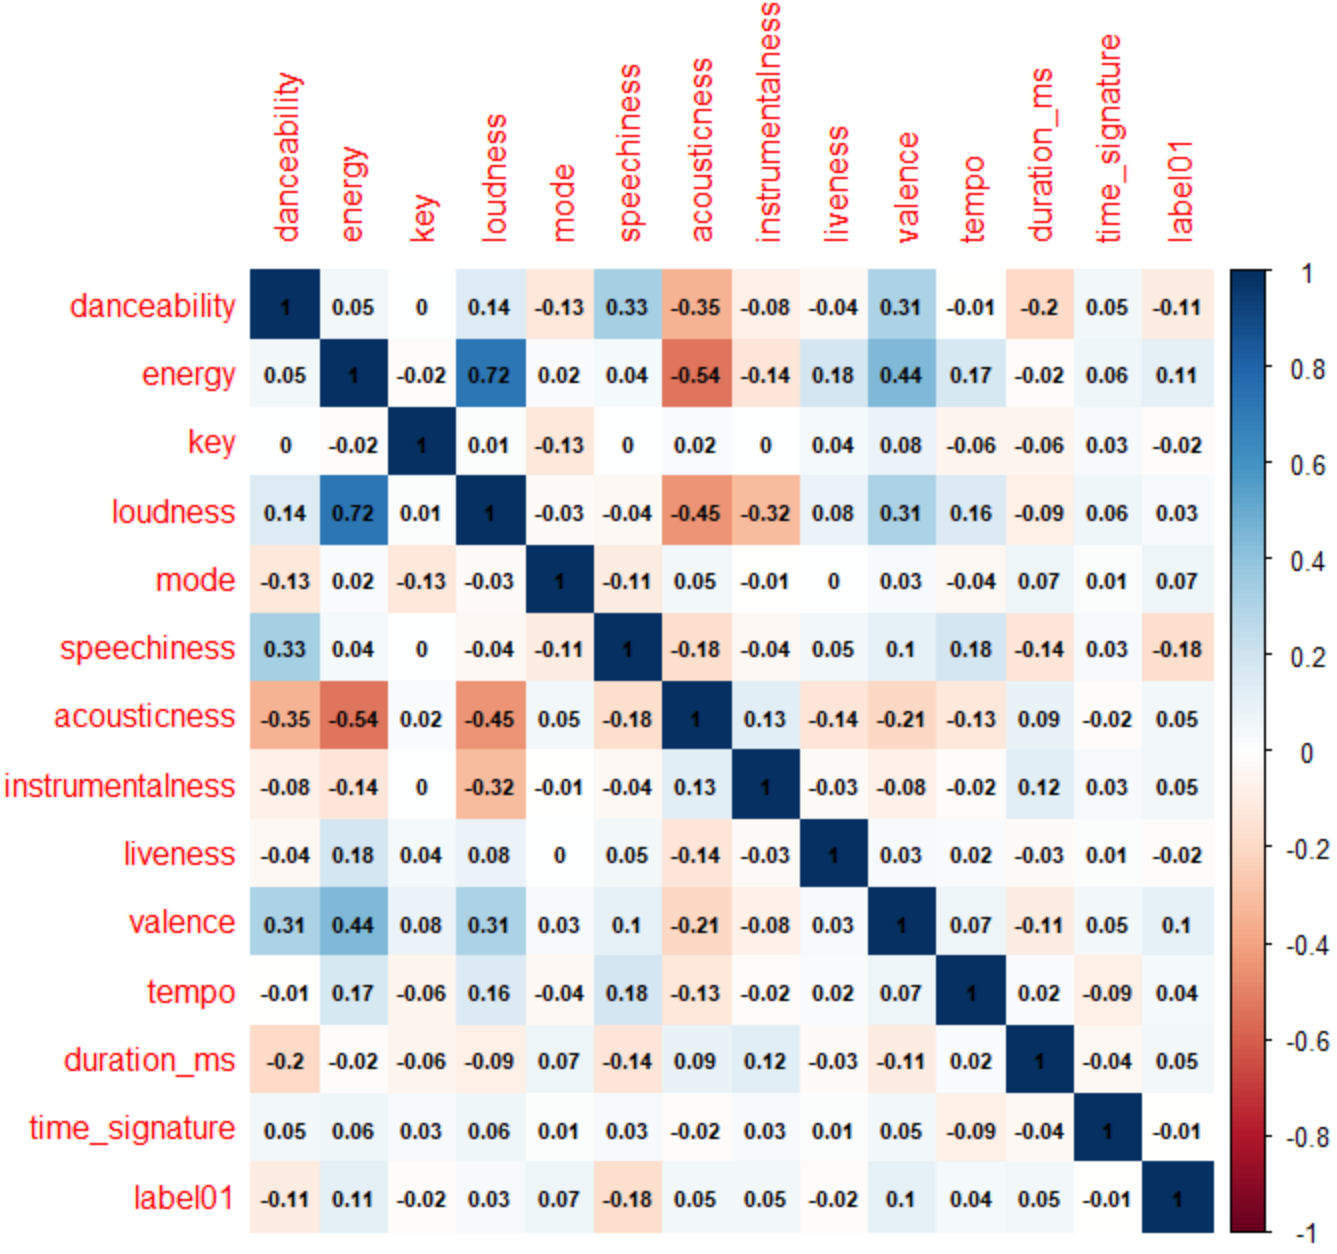 danceability energy key loudness mode speechiness acousticness instrumentalness liveness valence tempo duration_ms time_signature label01
danceability 1 0.05 0 0.14 -0.13 0.33 -0.35 -0.08 -0.04 0.31 -0.01 -0.2 0.05 -0.11
energy 0.05 1 -0.02 0.72 0.02 0.04 -0.54 -0.14 0.18 0.44 0.17 -0.02 0.06 0.11
key 0 -0.02 1 0.01 -0.13 0 0.02 0 0.04 0.08 -0.06 -0.06 0.03 -0.02
loudness 0.14 0.72 0.01 1 -0.03 -0.04 -0.45 -0.32 0.08 0.31 0.16 -0.09 0.06 0.03
mode -0.13 0.02 -0.13 -0.03 1 -0.11 0.05 -0.01 0 0.03 -0.04 0.07 0.01 0.07
speechiness 0.33 0.04 0 -0.04 -0.11 1 -0.18 -0.04 0.05 0.1 0.18 -0.14 0.03 -0.18
acousticness -0.35 -0.54 0.02 -0.45 0.05 -0.18 1 0.13 -0.14 -0.21 -0.13 0.09 -0.02 0.05
instrumentalness -0.08 -0.14 0 -0.32 -0.01 -0.04 0.13 1 -0.03 -0.08 -0.02 0.12 0.03 0.05
liveness -0.04 0.18 0.04 0.08 0 0.05 -0.14 -0.03 1 0.03 0.02 -0.03 0.01 -0.02
valence 0.31 0.44 0.08 0.31 0.03 0.1 -0.21 -0.08 0.03 1 0.07 -0.11 0.05 0.1
tempo -0.01 0.17 -0.06 0.16 -0.04 0.18 -0.13 -0.02 0.02 0.07 1 0.02 -0.09 0.04
duration_ms -0.2 -0.02 -0.06 -0.09 0.07 -0.14 0.09 0.12 -0.03 -0.11 0.02 1 -0.04 0.05
time_signature 0.05 0.06 0.03 0.06 0.01 0.03 -0.02 0.03 0.01 0.05 -0.09 -0.04 1 -0.01
label01 -0.11 0.11 -0.02 0.03 0.07 -0.18 0.05 0.05 -0.02 0.1 0.04 0.05 -0.01 1
1
0.8
0.6
0.4
0.2
0
-0.2
-0.4
-0.6
-0.8
-1